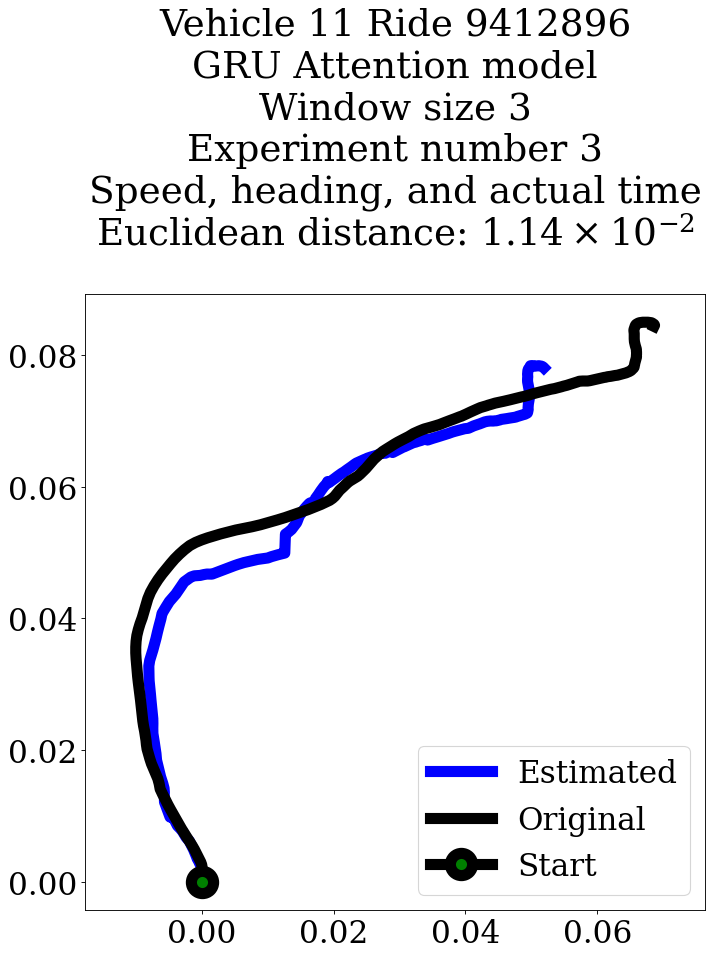 Vehicle 11 Ride 9412896
GRU Attention model
Window size 3
Experiment number 3
Speed, heading, and actual time
Euclidean distance: 1.14 × 10⁻²
0.08
0.06
0.04
0.02
0.00
0.00 0.02 0.04 0.06
Estimated
Original
Start